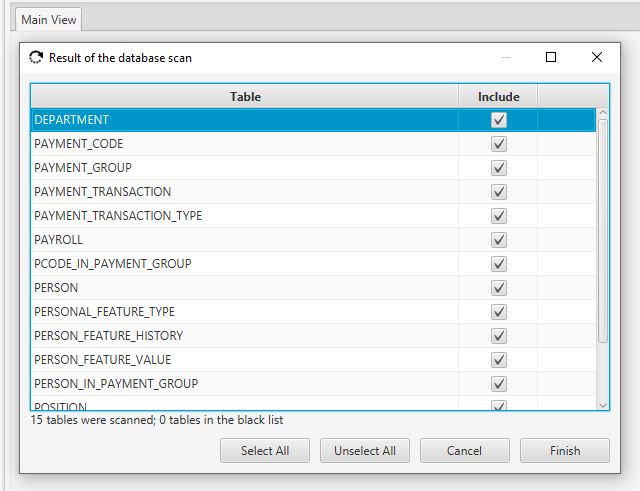 Main View
Result of the database scan
Table Include
DEPARTMENT
PAYMENT_CODE
PAYMENT_GROUP
PAYMENT_TRANSACTION
PAYMENT_TRANSACTION_TYPE
PAYROLL
PCODE_IN_PAYMENT_GROUP
PERSON
PERSONAL_FEATURE_TYPE
PERSON_FEATURE_HISTORY
PERSON_FEATURE_VALUE
PERSON_IN_PAYMENT_GROUP
POSITION
15 tables were scanned; 0 tables in the black list
Select All Unselect All Cancel Finish